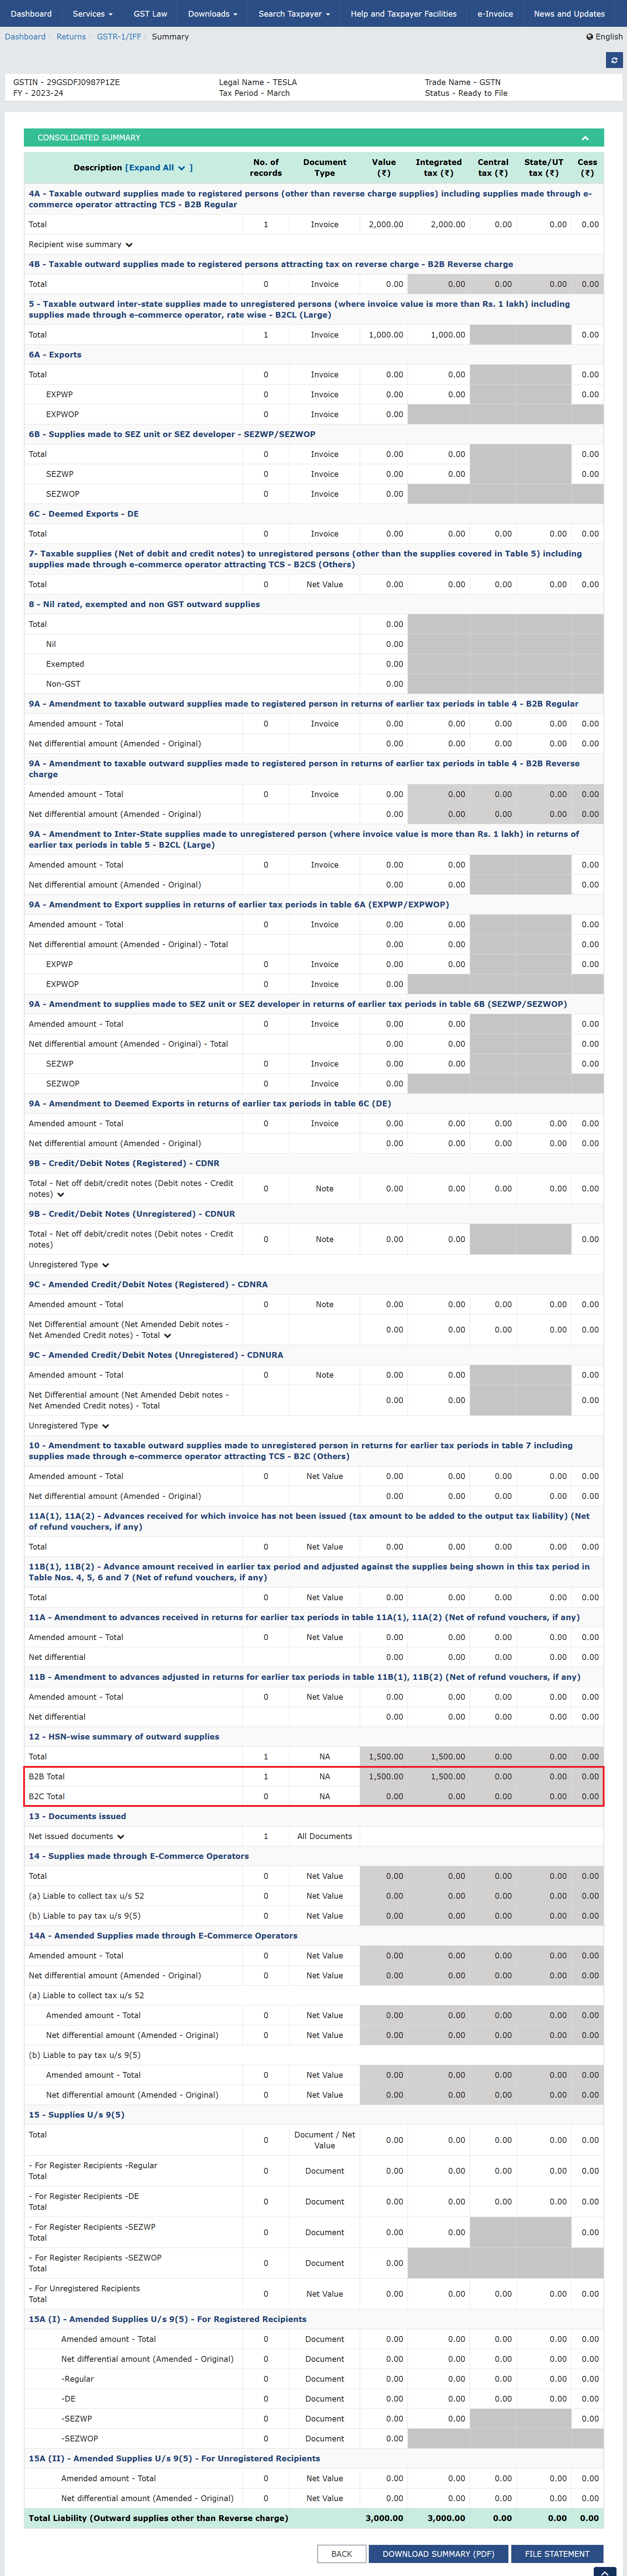 Dashboard Services GST Law Downloads Search Taxpayer Help and Taxpayer Facilities e-Invoice News and Updates
Dashboard Returns GSTR-1/IFF Summary English
GSTIN - 29GSDFJ0987P1ZE Legal Name - TESLA Trade Name - GSTN
FY - 2023-24 Tax Period - March Status - Ready to File
CONSOLIDATED SUMMARY
Description [Expand All ] No. of records Document Type Value (₹) Integrated tax (₹) Central tax (₹) State/UT tax (₹) Cess (₹)
4A - Taxable outward supplies made to registered persons (other than reverse charge supplies) including supplies made through e-
commerce operator attracting TCS - B2B Regular
Total 1 Invoice 2,000.00 2,000.00 0.00 0.00 0.00
Recipient wise summary
4B - Taxable outward supplies made to registered persons attracting tax on reverse charge - B2B Reverse charge
Total 0 Invoice 0.00 0.00 0.00 0.00 0.00
5 - Taxable outward inter-state supplies made to unregistered persons (where invoice value is more than Rs. 1 lakh) including
supplies made through e-commerce operator, rate wise - B2CL (Large)
Total 1 Invoice 1,000.00 1,000.00 0.00
6A - Exports
Total 0 Invoice 0.00 0.00 0.00
EXPWP 0 Invoice 0.00 0.00 0.00
EXPWOP 0 Invoice 0.00
6B - Supplies made to SEZ unit or SEZ developer - SEZWP/SEZWOP
Total 0 Invoice 0.00 0.00 0.00
SEZWP 0 Invoice 0.00 0.00 0.00
SEZWOP 0 Invoice 0.00
6C - Deemed Exports - DE
Total 0 Invoice 0.00 0.00 0.00 0.00 0.00
7- Taxable supplies (Net of debit and credit notes) to unregistered persons (other than the supplies covered in Table 5) including
supplies made through e-commerce operator attracting TCS - B2CS (Others)
Total 0 Net Value 0.00 0.00 0.00 0.00 0.00
8 - Nil rated, exempted and non GST outward supplies
Total 0.00
Nil 0.00
Exempted 0.00
Non-GST 0.00
9A - Amendment to taxable outward supplies made to registered person in returns of earlier tax periods in table 4 - B2B Regular
Amended amount - Total 0 Invoice 0.00 0.00 0.00 0.00 0.00
Net differential amount (Amended - Original) 0.00 0.00 0.00 0.00 0.00
9A - Amendment to taxable outward supplies made to registered person in returns of earlier tax periods in table 4 - B2B Reverse
charge
Amended amount - Total 0 Invoice 0.00 0.00 0.00 0.00 0.00
Net differential amount (Amended - Original) 0.00 0.00 0.00 0.00 0.00
9A - Amendment to Inter-State supplies made to unregistered person (where invoice value is more than Rs. 1 lakh) in returns of
earlier tax periods in table 5 - B2CL (Large)
Amended amount - Total 0 Invoice 0.00 0.00 0.00
Net differential amount (Amended - Original) 0.00 0.00 0.00
9A - Amendment to Export supplies in returns of earlier tax periods in table 6A (EXPWP/EXPWOP)
Amended amount - Total 0 Invoice 0.00 0.00 0.00
Net differential amount (Amended - Original) - Total 0.00 0.00 0.00
EXPWP 0 Invoice 0.00 0.00 0.00
EXPWOP 0 Invoice 0.00
9A - Amendment to supplies made to SEZ unit or SEZ developer in returns of earlier tax periods in table 6B (SEZWP/SEZWOP)
Amended amount - Total 0 Invoice 0.00 0.00 0.00
Net differential amount (Amended - Original) - Total 0.00 0.00 0.00
SEZWP 0 Invoice 0.00 0.00 0.00
SEZWOP 0 Invoice 0.00
9A - Amendment to Deemed Exports in returns of earlier tax periods in table 6C (DE)
Amended amount - Total 0 Invoice 0.00 0.00 0.00 0.00 0.00
Net differential amount (Amended - Original) 0.00 0.00 0.00 0.00 0.00
9B - Credit/Debit Notes (Registered) - CDNR
Total - Net off debit/credit notes (Debit notes - Credit
notes) 0 Note 0.00 0.00 0.00 0.00 0.00
9B - Credit/Debit Notes (Unregistered) - CDNUR
Total - Net off debit/credit notes (Debit notes - Credit
notes) 0 Note 0.00 0.00 0.00
Unregistered Type
9C - Amended Credit/Debit Notes (Registered) - CDNRA
Amended amount - Total 0 Note 0.00 0.00 0.00 0.00 0.00
Net Differential amount (Net Amended Debit notes -
Net Amended Credit notes) - Total 0.00 0.00 0.00 0.00 0.00
9C - Amended Credit/Debit Notes (Unregistered) - CDNURA
Amended amount - Total 0 Note 0.00 0.00 0.00
Net Differential amount (Net Amended Debit notes -
Net Amended Credit notes) - Total 0.00 0.00 0.00
Unregistered Type
10 - Amendment to taxable outward supplies made to unregistered person in returns for earlier tax periods in table 7 including
supplies made through e-commerce operator attracting TCS - B2C (Others)
Amended amount - Total 0 Net Value 0.00 0.00 0.00 0.00 0.00
Net differential amount (Amended - Original) 0.00 0.00 0.00 0.00 0.00
11A(1), 11A(2) - Advances received for which invoice has not been issued (tax amount to be added to the output tax liability) (Net
of refund vouchers, if any)
Total 0 Net Value 0.00 0.00 0.00 0.00 0.00
11B(1), 11B(2) - Advance amount received in earlier tax period and adjusted against the supplies being shown in this tax period in
Table Nos. 4, 5, 6 and 7 (Net of refund vouchers, if any)
Total 0 Net Value 0.00 0.00 0.00 0.00 0.00
11A - Amendment to advances received in returns for earlier tax periods in table 11A(1), 11A(2) (Net of refund vouchers, if any)
Amended amount - Total 0 Net Value 0.00 0.00 0.00 0.00 0.00
Net differential 0.00 0.00 0.00 0.00 0.00
11B - Amendment to advances adjusted in returns for earlier tax periods in table 11B(1), 11B(2) (Net of refund vouchers, if any)
Amended amount - Total 0 Net Value 0.00 0.00 0.00 0.00 0.00
Net differential 0.00 0.00 0.00 0.00 0.00
12 - HSN-wise summary of outward supplies
Total 1 NA 1,500.00 1,500.00 0.00 0.00 0.00
B2B Total 1 NA 1,500.00 1,500.00 0.00 0.00 0.00
B2C Total 0 NA 0.00 0.00 0.00 0.00 0.00
13 - Documents issued
Net issued documents 1 All Documents
14 - Supplies made through E-Commerce Operators
Total 0 Net Value 0.00 0.00 0.00 0.00 0.00
(a) Liable to collect tax u/s 52 0 Net Value 0.00 0.00 0.00 0.00 0.00
(b) Liable to pay tax u/s 9(5) 0 Net Value 0.00 0.00 0.00 0.00 0.00
14A - Amended Supplies made through E-Commerce Operators
Amended amount - Total 0 Net Value 0.00 0.00 0.00 0.00 0.00
Net differential amount (Amended - Original) 0 Net Value 0.00 0.00 0.00 0.00 0.00
(a) Liable to collect tax u/s 52
Amended amount - Total 0 Net Value 0.00 0.00 0.00 0.00 0.00
Net differential amount (Amended - Original) 0 Net Value 0.00 0.00 0.00 0.00 0.00
(b) Liable to pay tax u/s 9(5)
Amended amount - Total 0 Net Value 0.00 0.00 0.00 0.00 0.00
Net differential amount (Amended - Original) 0 Net Value 0.00 0.00 0.00 0.00 0.00
15 - Supplies U/s 9(5)
Total 0 Document / Net Value 0.00 0.00 0.00 0.00 0.00
- For Register Recipients -Regular
Total 0 Document 0.00 0.00 0.00 0.00 0.00
- For Register Recipients -DE
Total 0 Document 0.00 0.00 0.00 0.00 0.00
- For Register Recipients -SEZWP
Total 0 Document 0.00 0.00 0.00
- For Register Recipients -SEZWOP
Total 0 Document 0.00
- For Unregistered Recipients
Total 0 Net Value 0.00 0.00 0.00 0.00 0.00
15A (I) - Amended Supplies U/s 9(5) - For Registered Recipients
Amended amount - Total 0 Document 0.00 0.00 0.00 0.00 0.00
Net differential amount (Amended - Original) 0 Document 0.00 0.00 0.00 0.00 0.00
-Regular 0 Document 0.00 0.00 0.00 0.00 0.00
-DE 0 Document 0.00 0.00 0.00 0.00 0.00
-SEZWP 0 Document 0.00 0.00 0.00
-SEZWOP 0 Document 0.00
15A (II) - Amended Supplies U/s 9(5) - For Unregistered Recipients
Amended amount - Total 0 Net Value 0.00 0.00 0.00 0.00 0.00
Net differential amount (Amended - Original) 0 Net Value 0.00 0.00 0.00 0.00 0.00
Total Liability (Outward supplies other than Reverse charge) 3,000.00 3,000.00 0.00 0.00 0.00
BACK DOWNLOAD SUMMARY (PDF) FILE STATEMENT